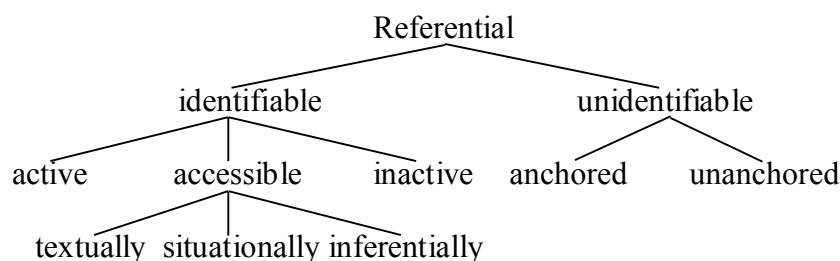 Referential
identifiable unidentifiable
active accessible inactive anchored unanchored
textually situationally inferentially